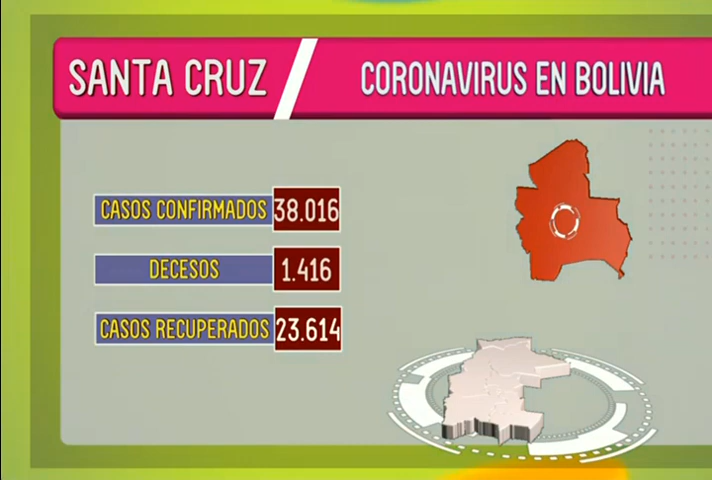 SANTA CRUZ
CORONAVIRUS EN BOLIVIA
CASOS CONFIRMADOS 38.016
DECESOS 1.416
CASOS RECUPERADOS 23.614